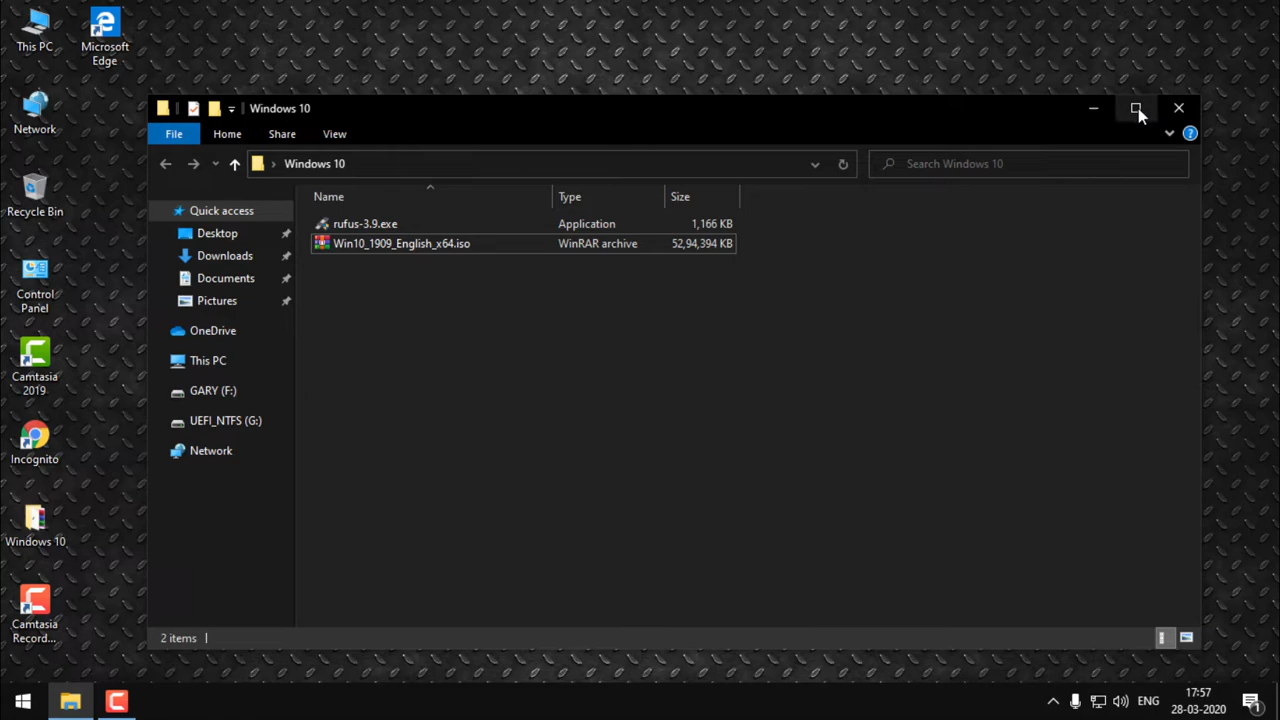 This PC
Microsoft
Edge
Network
Recycle Bin
Control
Panel
Camtasia
2019
Incognito
Windows 10
Camtasia
Record...
Windows 10
File Home Share View
Windows 10
Search Windows 10
Name Type Size
rufus-3.9.exe Application 1,166 KB
Win10_1909_English_x64.iso WinRAR archive 52,94,394 KB
Quick access
Desktop
Downloads
Documents
Pictures
OneDrive
This PC
GARY (F:)
UEFI_NTFS (G:)
Network
2 items
ENG
17:57
28-03-2020
1